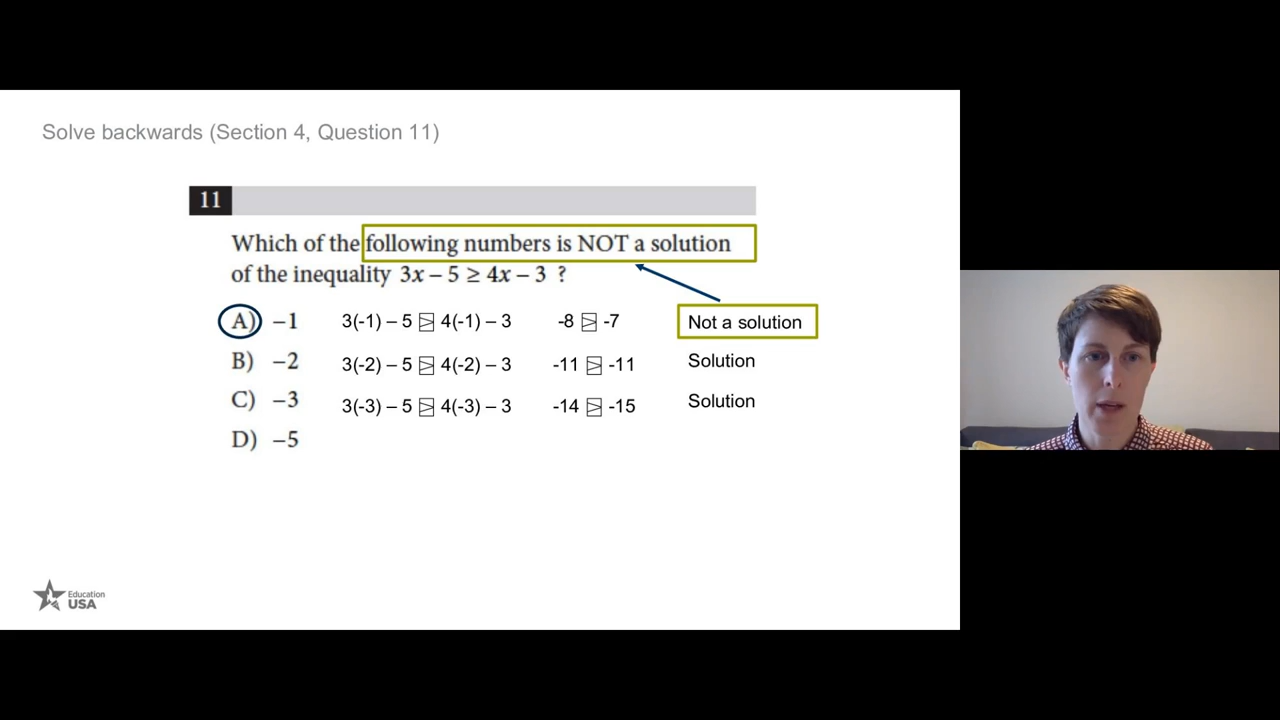 Solve backwards (Section 4, Question 11)
11
Which of the following numbers is NOT a solution
of the inequality 3x – 5 ≥ 4x – 3 ?
A) –1 3(-1) – 5 ≥ 4(-1) – 3 -8 ≥ -7 Not a solution
B) –2 3(-2) – 5 ≥ 4(-2) – 3 -11 ≥ -11 Solution
C) –3 3(-3) – 5 ≥ 4(-3) – 3 -14 ≥ -15 Solution
D) –5
Education
USA